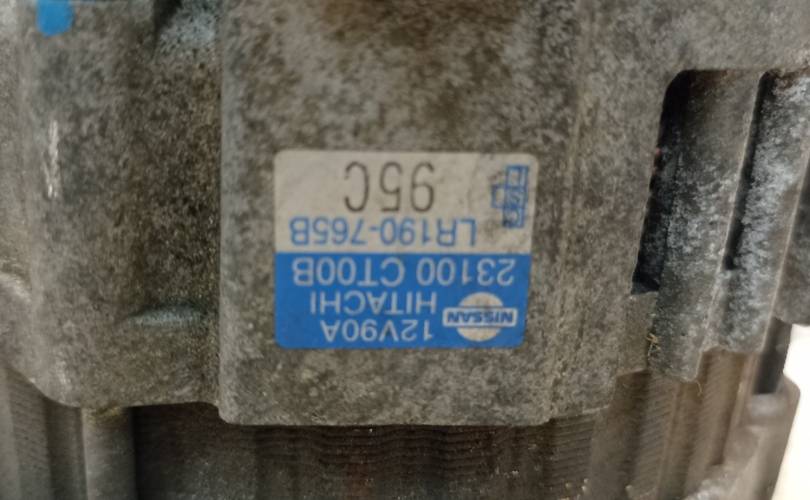 NISSAN
12V90A
HITACHI
23100 CT00B
LR190-765B
95C